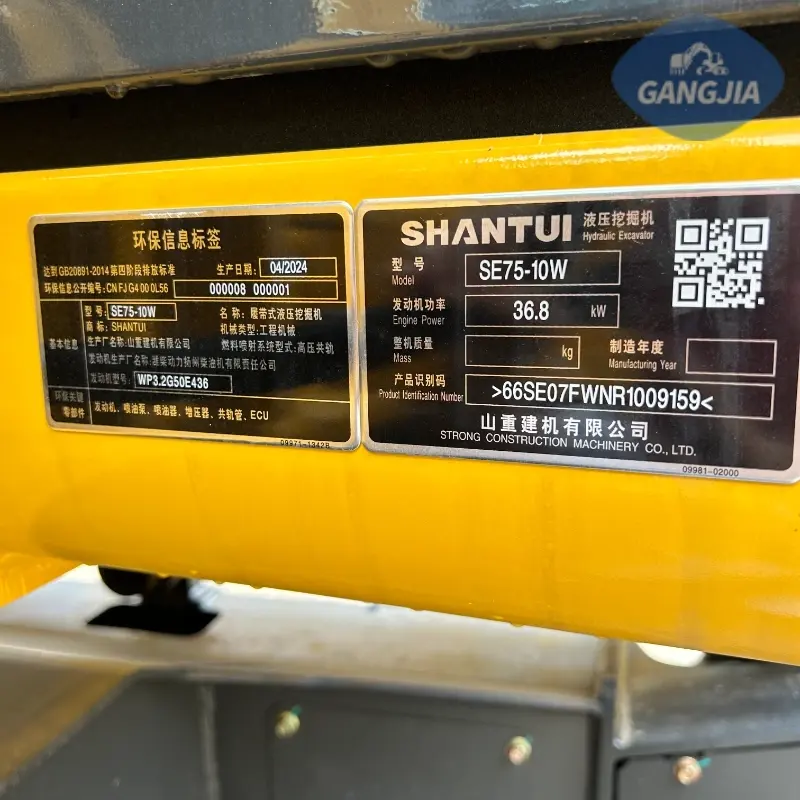 GANGJIA
环保信息标签
达到GB20891-2014第四阶段排放标准 生产日期: 04/2024
环保信息公开编号: CN FJ G4 00 0L56 000008 000001
基本信息
型号: SE75-10W 名称: 履带式液压挖掘机
商标: SHANTUI 机械类型: 工程机械
生产厂名称: 山重建机有限公司 燃料喷射系统型式: 高压共轨
发动机生产厂名称: 潍柴动力扬州柴油机有限责任公司
发动机型号: WP3.2G50E436
环保关键零部件
发动机、喷油泵、喷油器、增压器、共轨管、ECU
09971-1342B
SHANTUI 液压挖掘机
Hydraulic Excavator
型号 SE75-10W
Model
发动机功率 36.8 kW
Engine Power
整机质量 kg 制造年度
Mass Manufacturing Year
产品识别码 >66SE07FWNR1009159<
Product Identification Number
山重建机有限公司
STRONG CONSTRUCTION MACHINERY CO., LTD.
09981-02000